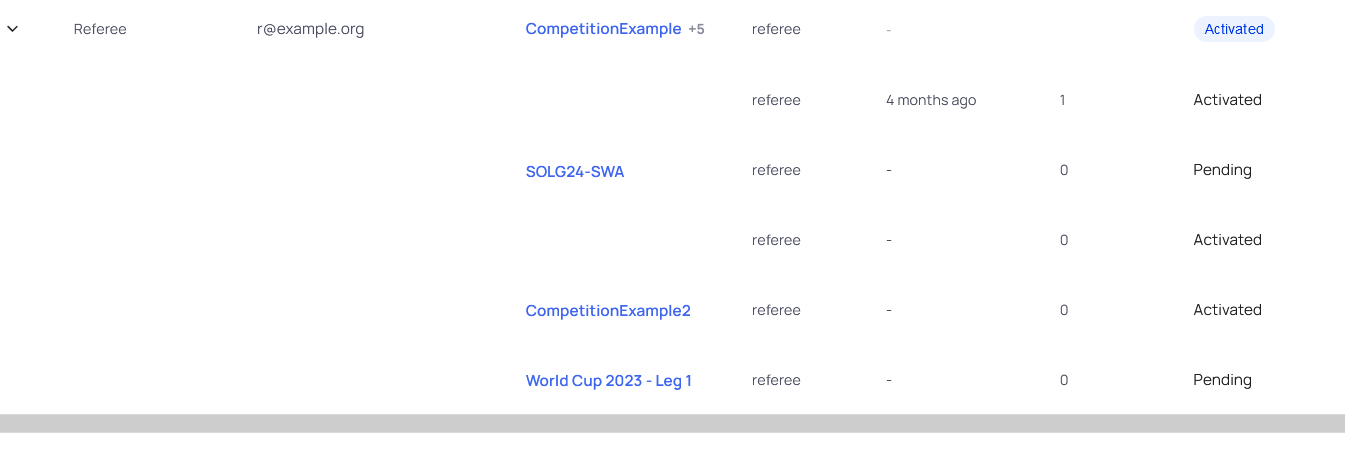 Referee r@example.org CompetitionExample +5 referee - Activated
referee 4 months ago 1 Activated
SOLG24-SWA referee - 0 Pending
referee - 0 Activated
CompetitionExample2 referee - 0 Activated
World Cup 2023 - Leg 1 referee - 0 Pending